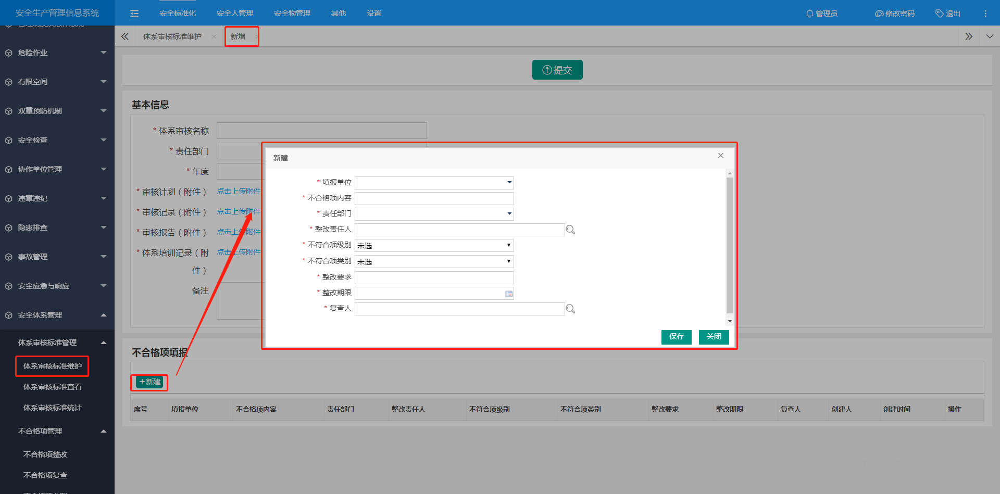 安全生产管理信息系统
安全标准化 安全人管理 安全物管理 其他 设置
管理员 修改密码 退出
体系审核标准维护 新增
危险作业
有限空间
双重预防机制
安全检查
协作单位管理
违章违纪
隐患排查
事故管理
安全应急与响应
安全体系管理
体系审核标准管理
体系审核标准维护
体系审核标准查看
体系审核标准统计
不合格项管理
不合格项整改
不合格项复查
提交
基本信息
* 体系审核名称
* 责任部门
* 年度
* 审核计划（附件） 点击上传附件
* 审核记录（附件） 点击上传附件
* 审核报告（附件） 点击上传附件
* 体系培训记录（附 点击上传附件
件）
备注
新建
* 填报单位
* 不合格项内容
* 责任部门
* 整改责任人
* 不符合项级别 未选
* 不符合项类别 未选
* 整改要求
* 整改期限
* 复查人
保存 关闭
不合格项填报
+新建
序号 填报单位 不合格项内容 责任部门 整改责任人 不符合项级别 不符合项类别 整改要求 整改期限 复查人 创建人 创建时间 操作